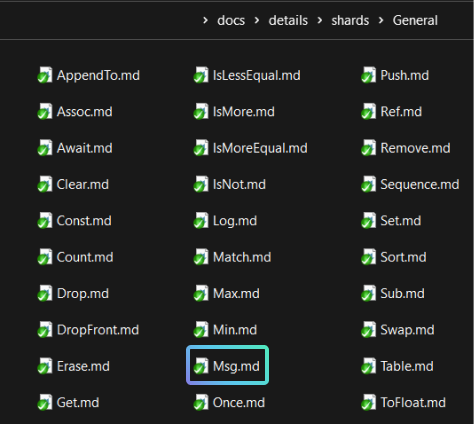 > docs > details > shards > General
AppendTo.md IsLessEqual.md Push.md
Assoc.md IsMore.md Ref.md
Await.md IsMoreEqual.md Remove.md
Clear.md IsNot.md Sequence.md
Const.md Log.md Set.md
Count.md Match.md Sort.md
Drop.md Max.md Sub.md
DropFront.md Min.md Swap.md
Erase.md Msg.md Table.md
Get.md Once.md ToFloat.md